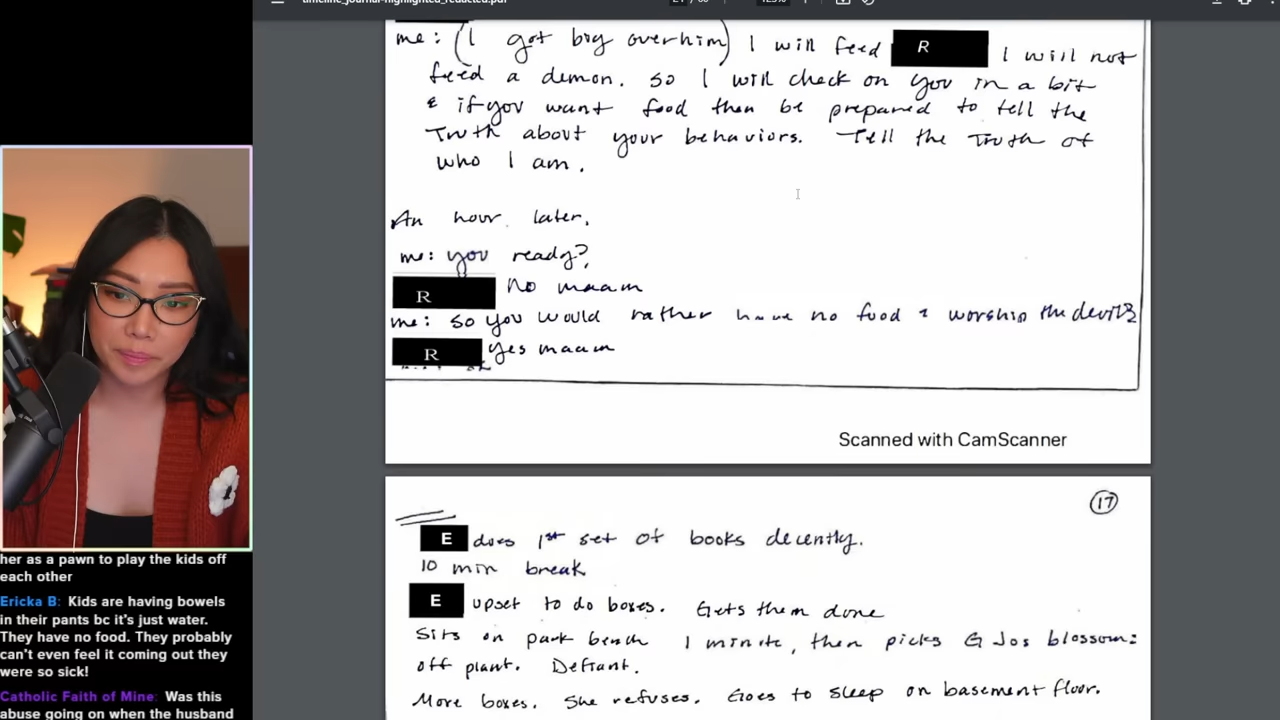 timeline_journal-highlighted_redacted.pdf
me: (I got big over him) I will feed R I will not
feed a demon. so I will check on you in a bit
& if you want food then be prepared to tell the
Truth about your behaviors. Tell the Truth of
who I am.
An hour later.
me: you ready?
R No maam
me: so you would rather have no food & worship the devil?
R yes maam
Scanned with CamScanner
17
E does 1st set of books decently.
10 min break
E upset to do boxes. Gets them done
Sits on park bench 1 minute, then picks G Jos blossoms
off plant. Defiant.
More boxes. She refuses. Goes to sleep on basement floor.
her as a pawn to play the kids off
each other
Ericka B: Kids are having bowels
in their pants bc it's just water.
They have no food. They probably
can't even feel it coming out they
were so sick!
Catholic Faith of Mine: Was this
abuse going on when the husband